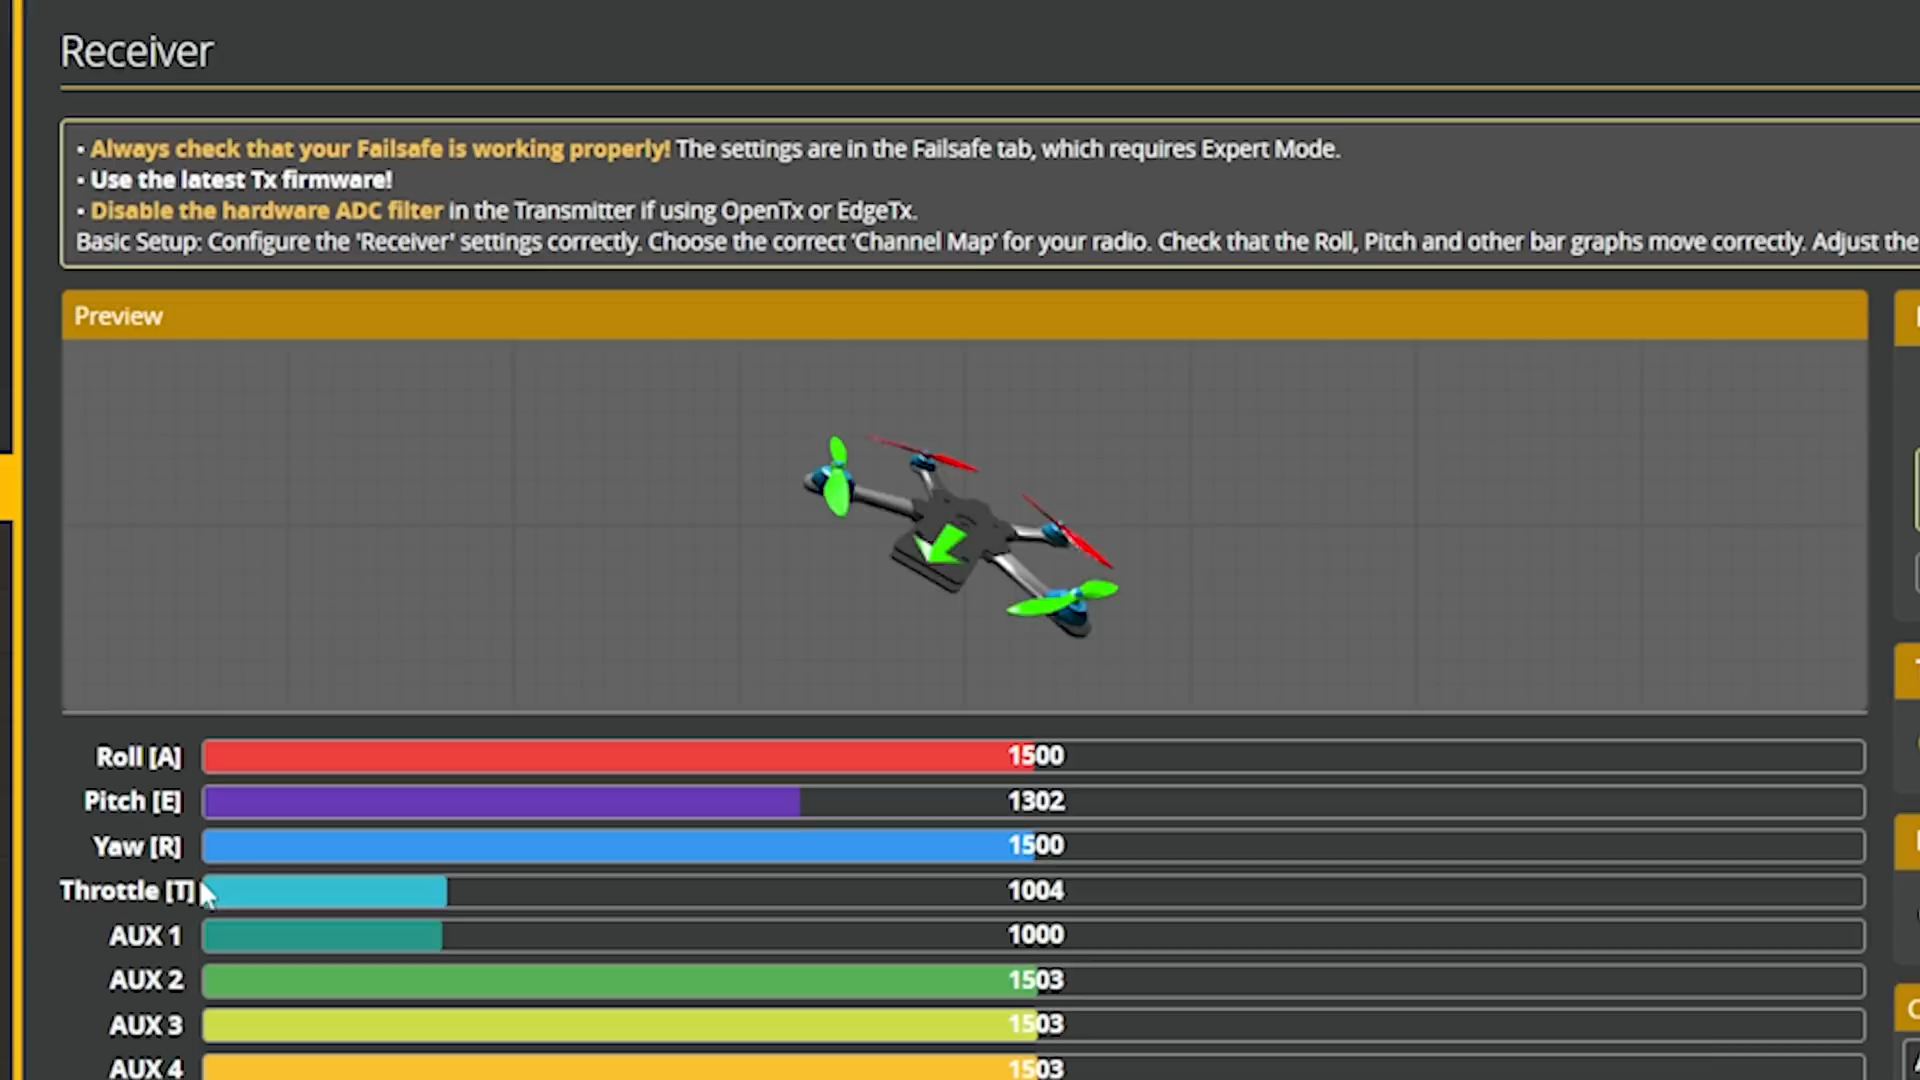 Receiver
• Always check that your Failsafe is working properly! The settings are in the Failsafe tab, which requires Expert Mode.
• Use the latest Tx firmware!
• Disable the hardware ADC filter in the Transmitter if using OpenTx or EdgeTx.
Basic Setup: Configure the 'Receiver' settings correctly. Choose the correct 'Channel Map' for your radio. Check that the Roll, Pitch and other bar graphs move correctly. Adjust the
Preview
Roll [A] 1500
Pitch [E] 1302
Yaw [R] 1500
Throttle [T] 1004
AUX 1 1000
AUX 2 1503
AUX 3 1503
AUX 4 1503